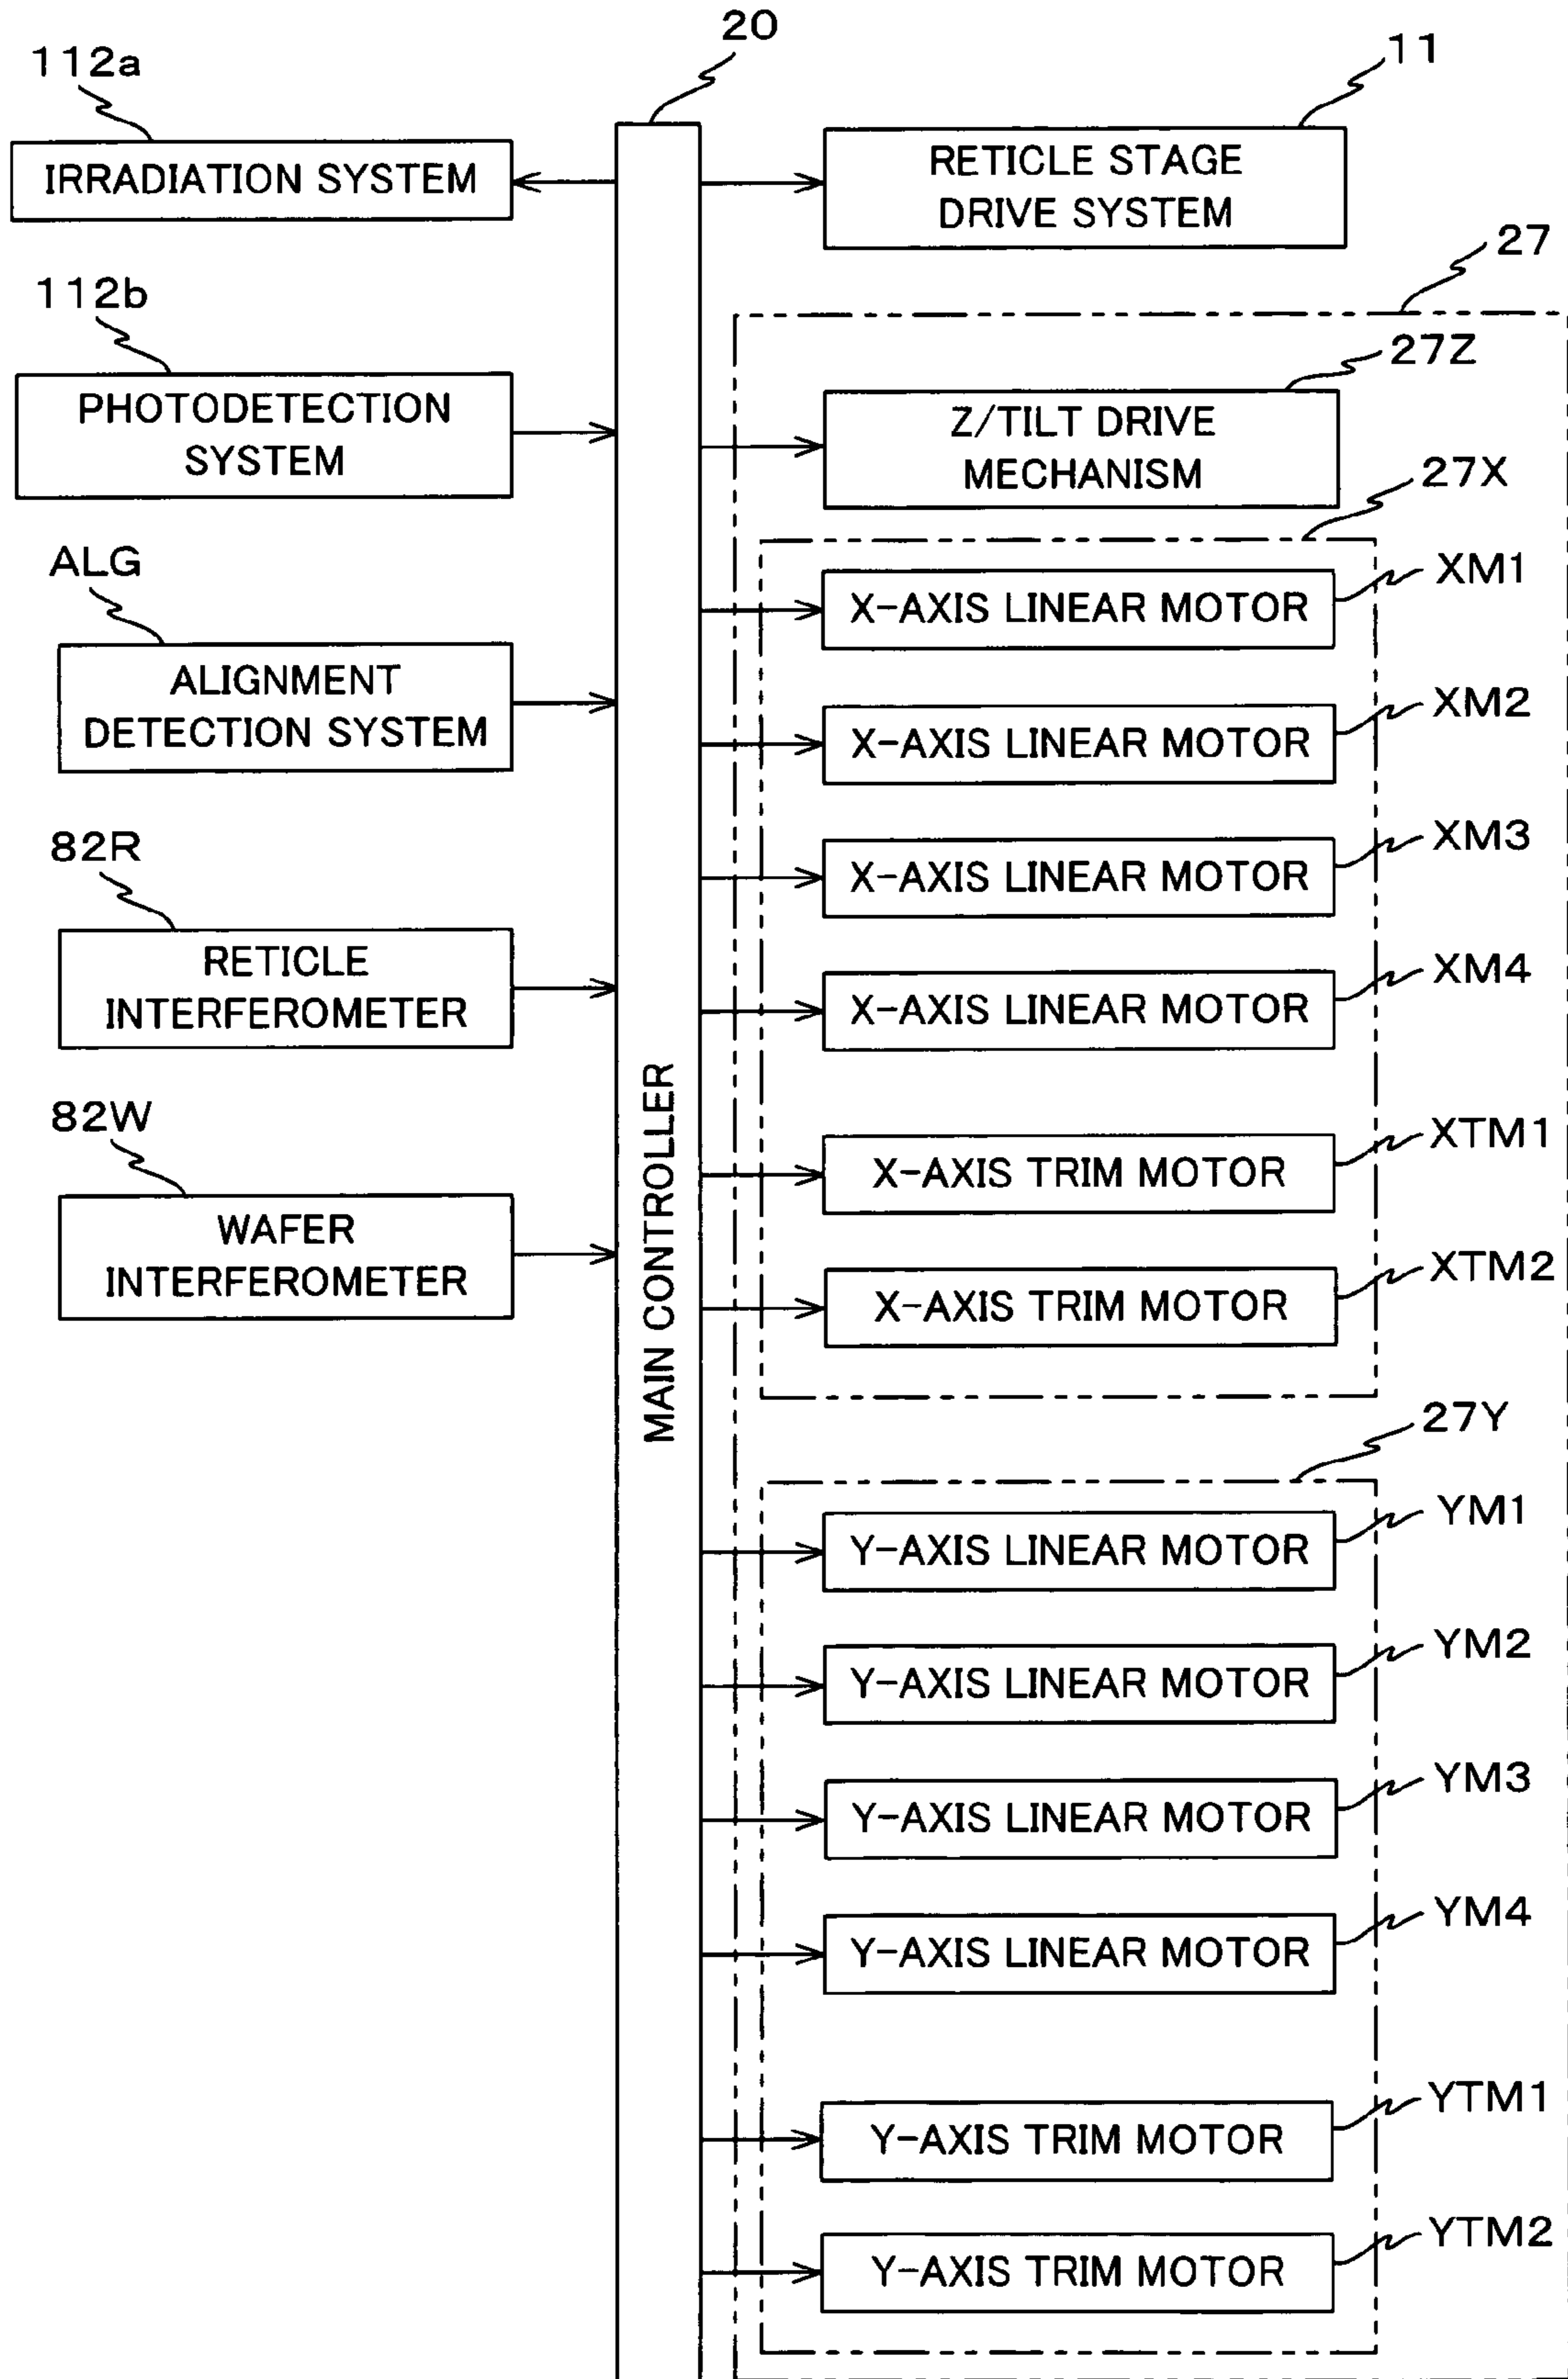 20
112a
IRRADIATION SYSTEM
112b
PHOTODETECTION
SYSTEM
ALG
ALIGNMENT
DETECTION SYSTEM
82R
RETICLE
INTERFEROMETER
82W
WAFER
INTERFEROMETER
MAIN CONTROLLER
11
RETICLE STAGE
DRIVE SYSTEM
27
27Z
Z/TILT DRIVE
MECHANISM
27X
XM1
X-AXIS LINEAR MOTOR
XM2
X-AXIS LINEAR MOTOR
XM3
X-AXIS LINEAR MOTOR
XM4
X-AXIS LINEAR MOTOR
XTM1
X-AXIS TRIM MOTOR
XTM2
X-AXIS TRIM MOTOR
27Y
YM1
Y-AXIS LINEAR MOTOR
YM2
Y-AXIS LINEAR MOTOR
YM3
Y-AXIS LINEAR MOTOR
YM4
Y-AXIS LINEAR MOTOR
YTM1
Y-AXIS TRIM MOTOR
YTM2
Y-AXIS TRIM MOTOR